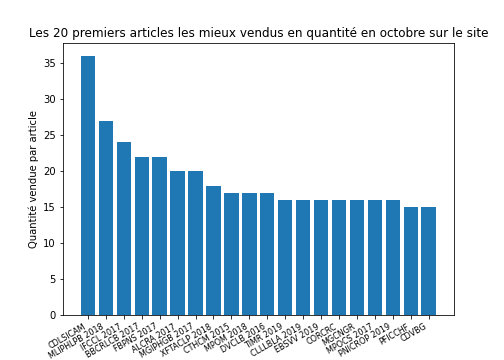 Les 20 premiers articles les mieux vendus en quantité en octobre sur le site
Quantité vendue par article
35
30
25
20
15
10
5
0
CDLSICAM
MLPHLPB 2018
JFCCL 2017
BBCRLCB 2017
FBPNS 2017
ALCRA 2017
MGIPHGB 2017
XFTACLP 2018
CTHCM 2015
MPOM 2018
DVCLB 2016
TIMR 2019
CLLLBLA 2019
EBSVV 2019
CORCRC
MGCNGR
MPOCS 2017
PNICROP 2019
PFICCHF
CDVBG